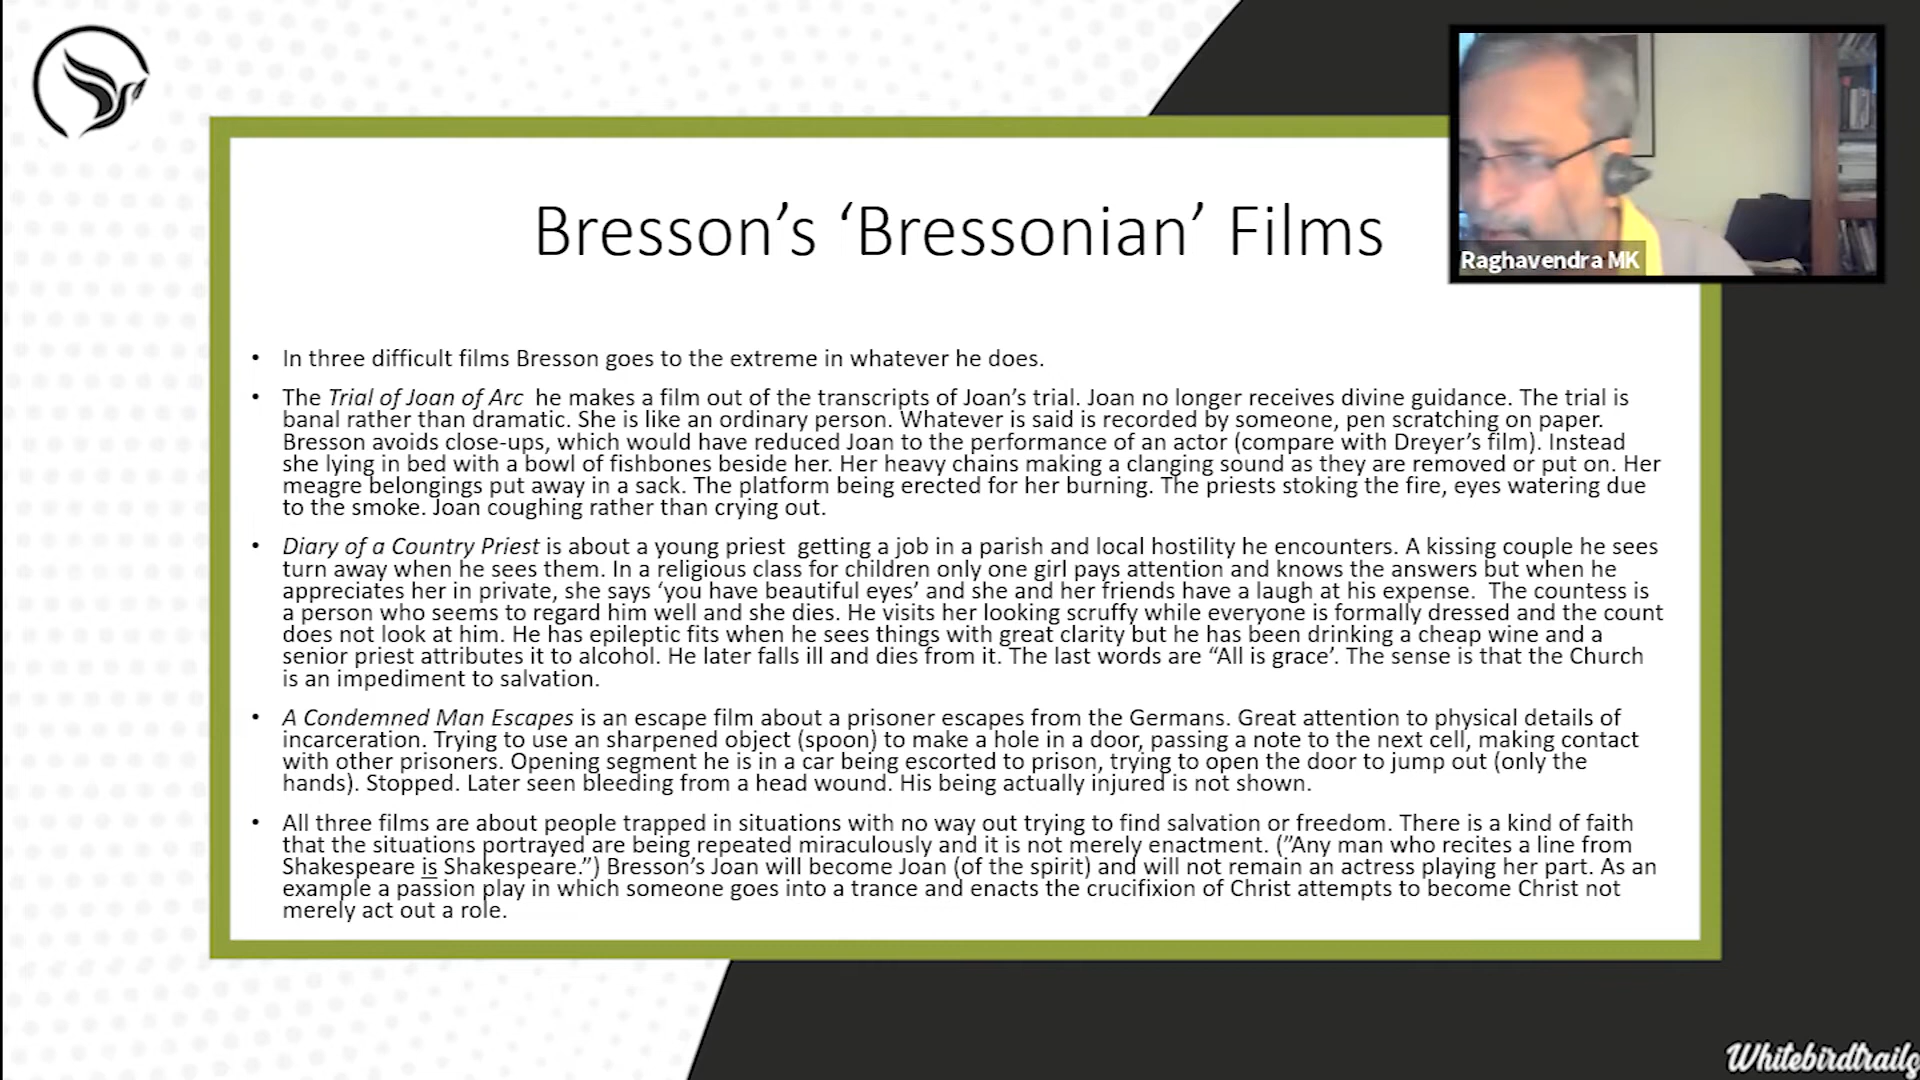 Bresson's ‘Bressonian’ Films
Raghavendra MK
• In three difficult films Bresson goes to the extreme in whatever he does.
• The Trial of Joan of Arc he makes a film out of the transcripts of Joan's trial. Joan no longer receives divine guidance. The trial is
banal rather than dramatic. She is like an ordinary person. Whatever is said is recorded by someone, pen scratching on paper.
Bresson avoids close-ups, which would have reduced Joan to the performance of an actor (compare with Dreyer's film). Instead
she lying in bed with a bowl of fishbones beside her. Her heavy chains making a clanging sound as they are removed or put on. Her
meagre belongings put away in a sack. The platform being erected for her burning. The priests stoking the fire, eyes watering due
to the smoke. Joan coughing rather than crying out.
• Diary of a Country Priest is about a young priest getting a job in a parish and local hostility he encounters. A kissing couple he sees
turn away when he sees them. In a religious class for children only one girl pays attention and knows the answers but when he
appreciates her in private, she says ‘you have beautiful eyes’ and she and her friends have a laugh at his expense. The countess is
a person who seems to regard him well and she dies. He visits her looking scruffy while everyone is formally dressed and the count
does not look at him. He has epileptic fits when he sees things with great clarity but he has been drinking a cheap wine and a
senior priest attributes it to alcohol. He later falls ill and dies from it. The last words are “All is grace’. The sense is that the Church
is an impediment to salvation.
• A Condemned Man Escapes is an escape film about a prisoner escapes from the Germans. Great attention to physical details of
incarceration. Trying to use an sharpened object (spoon) to make a hole in a door, passing a note to the next cell, making contact
with other prisoners. Opening segment he is in a car being escorted to prison, trying to open the door to jump out (only the
hands). Stopped. Later seen bleeding from a head wound. His being actually injured is not shown.
• All three films are about people trapped in situations with no way out trying to find salvation or freedom. There is a kind of faith
that the situations portrayed are being repeated miraculously and it is not merely enactment. (”Any man who recites a line from
Shakespeare is Shakespeare.”) Bresson's Joan will become Joan (of the spirit) and will not remain an actress playing her part. As an
example a passion play in which someone goes into a trance and enacts the crucifixion of Christ attempts to become Christ not
merely act out a role.
Whitebirdtrails